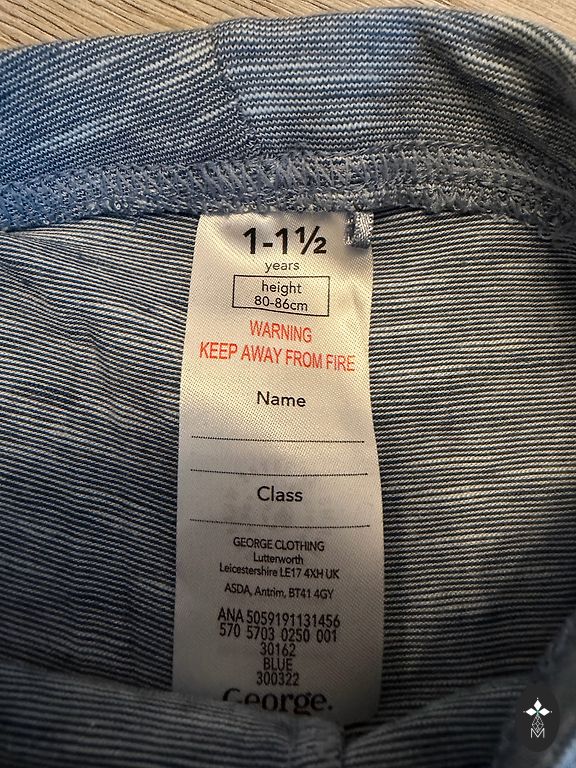 1-1½
years
height
80-86cm
WARNING
KEEP AWAY FROM FIRE
Name
Class
GEORGE CLOTHING
Lutterworth
Leicestershire LE17 4XH UK
ASDA, Antrim, BT41 4GY
ANA 5059191131456
570 5703 0250 001
30162
BLUE
300322
George.
M